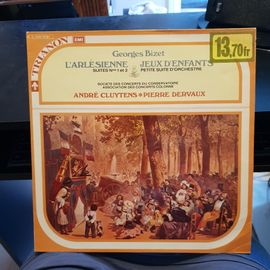 TRIANON EMI
13,70fr
Georges Bizet
L'ARLÉSIENNE JEUX D'ENFANTS
SUITES Nos 1 et 2 PETITE SUITE D'ORCHESTRE
SOCIETE DES CONCERTS DU CONSERVATOIRE
ASSOCIATION DES CONCERTS COLONNE
ANDRÉ CLUYTENS PIERRE DERVAUX